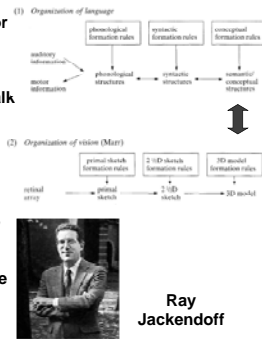 (1) Organization of language
or
phonological formation rules
syntactic formation rules
conceptual formation rules
auditory information
motor information
phonological structures
syntactic structures
semantic/ conceptual structures
alk
(2) Organization of vision (Marr)
primal sketch formation rules
2 ½D sketch formation rules
3D model formation rules
retinal array
primal sketch
2 ½D sketch
3D model
e
Ray
Jackendoff